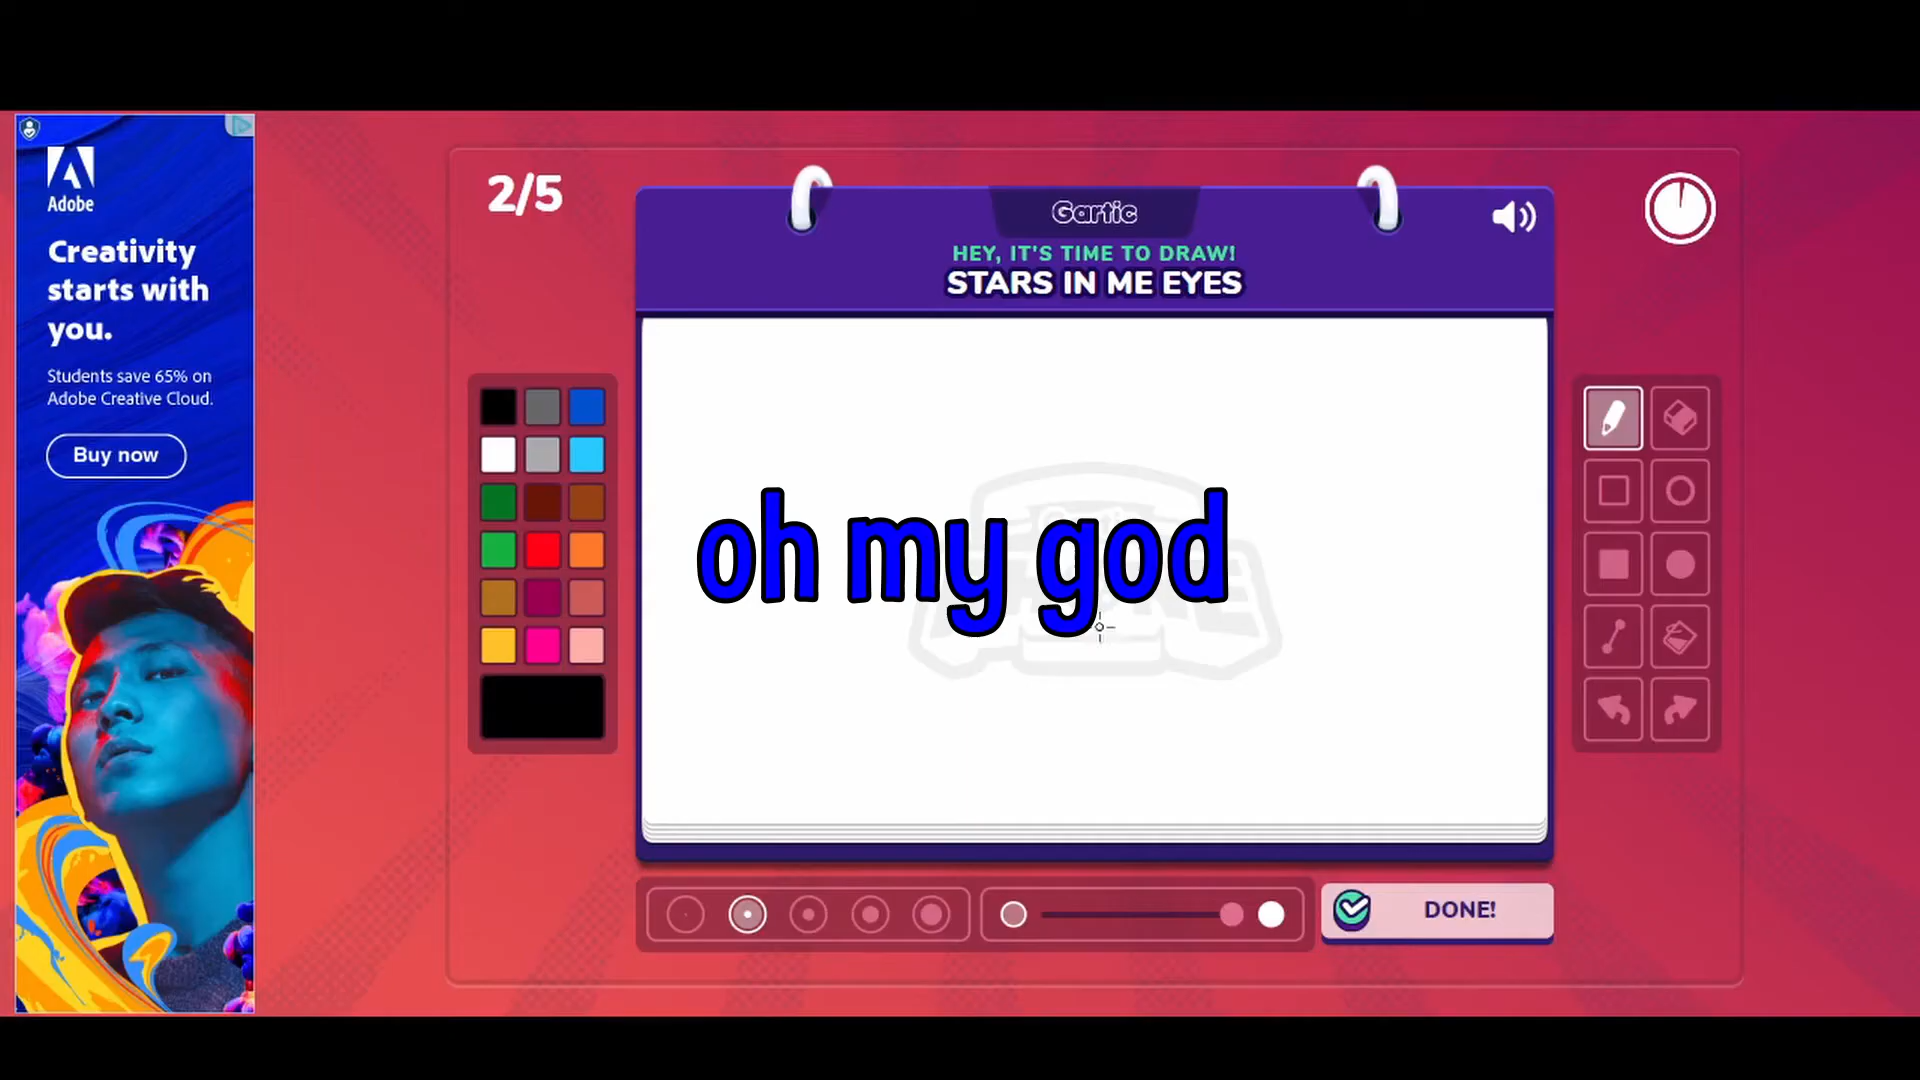 Adobe
Creativity
starts with
you.
Students save 65% on
Adobe Creative Cloud.
Buy now
2/5
Gartic
HEY, IT'S TIME TO DRAW!
STARS IN ME EYES
oh my god
DONE!